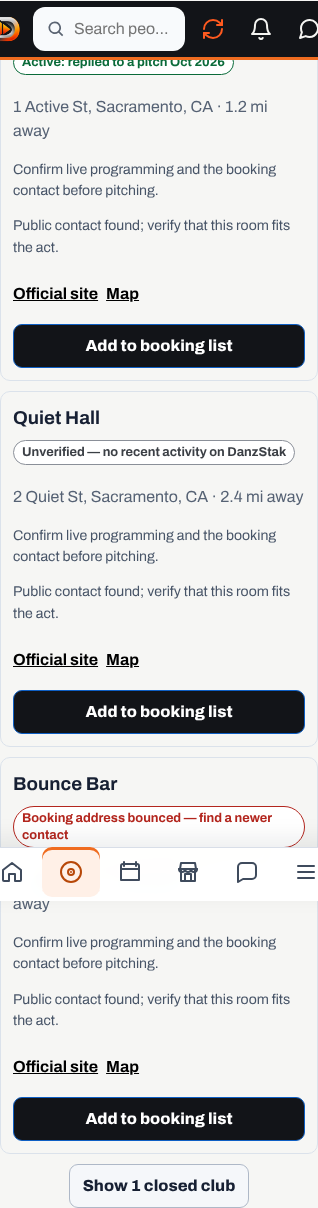 Search peo...
Active: replied to a pitch Oct 2026
1 Active St, Sacramento, CA · 1.2 mi
away
Confirm live programming and the booking
contact before pitching.
Public contact found; verify that this room fits
the act.
Official site Map
Add to booking list
Quiet Hall
Unverified — no recent activity on DanzStak
2 Quiet St, Sacramento, CA · 2.4 mi away
Confirm live programming and the booking
contact before pitching.
Public contact found; verify that this room fits
the act.
Official site Map
Add to booking list
Bounce Bar
Booking address bounced — find a newer
contact
away
Confirm live programming and the booking
contact before pitching.
Public contact found; verify that this room fits
the act.
Official site Map
Add to booking list
Show 1 closed club